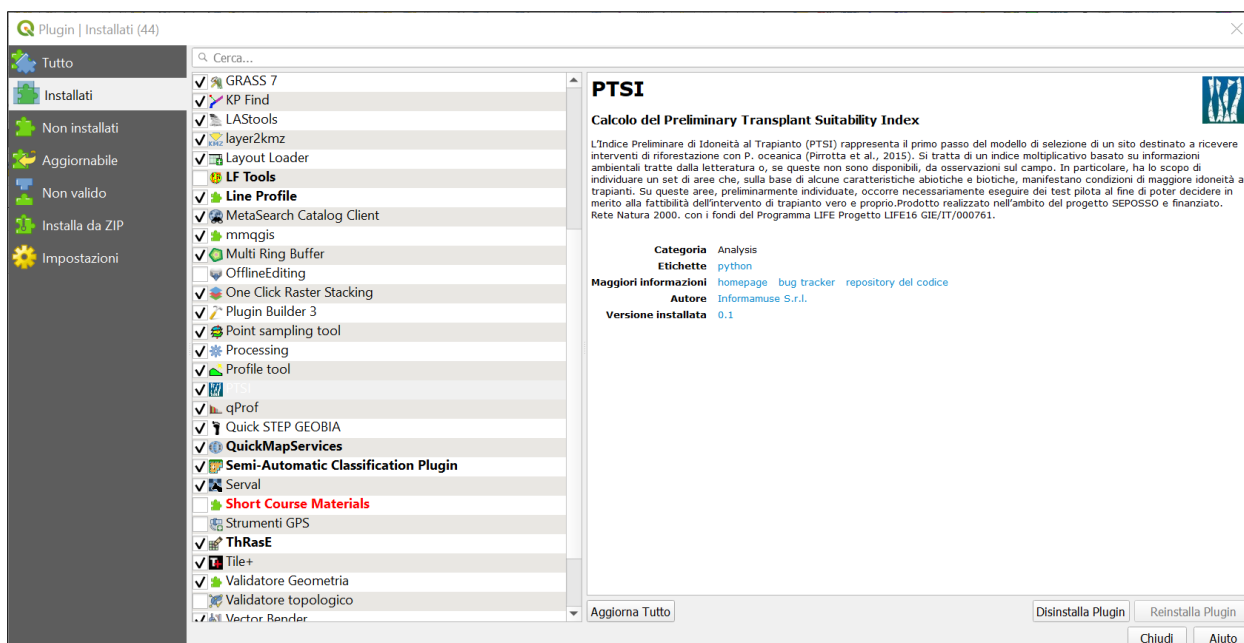 Plugin | Installati (44)
Tutto
Installati
Non installati
Aggiornabile
Non valido
Installa da ZIP
Impostazioni
Cerca...
GRASS 7
KP Find
LAStools
layer2kmz
Layout Loader
LF Tools
Line Profile
MetaSearch Catalog Client
mmqgis
Multi Ring Buffer
OfflineEditing
One Click Raster Stacking
Plugin Builder 3
Point sampling tool
Processing
Profile tool
PTSI
qProf
Quick STEP GEOBIA
QuickMapServices
Semi-Automatic Classification Plugin
Serval
Short Course Materials
Strumenti GPS
ThRasE
Tile+
Validatore Geometria
Validatore topologico
Vector Bender
PTSI
Calcolo del Preliminary Transplant Suitability Index
L'Indice Preliminare di Idoneità al Trapianto (PTSI) rappresenta il primo passo del modello di selezione di un sito destinato a ricevere
interventi di riforestazione con P. oceanica (Pirrotta et al., 2015). Si tratta di un indice moltiplicativo basato su informazioni
ambientali tratte dalla letteratura o, se queste non sono disponibili, da osservazioni sul campo. In particolare, ha lo scopo di
individuare un set di aree che, sulla base di alcune caratteristiche abiotiche e biotiche, manifestano condizioni di maggiore idoneità a
trapianti. Su queste aree, preliminarmente individuate, occorre necessariamente eseguire dei test pilota al fine di poter decidere in
merito alla fattibilità dell'intervento di trapianto vero e proprio.Prodotto realizzato nell'ambito del progetto SEPOSSO e finanziato.
Rete Natura 2000. con i fondi del Programma LIFE Progetto LIFE16 GIE/IT/000761.
Categoria Analysis
Etichette python
Maggiori informazioni homepage bug tracker repository del codice
Autore Informamuse S.r.l.
Versione installata 0.1
Aggiorna Tutto
Disinstalla Plugin
Reinstalla Plugin
Chiudi
Aiuto